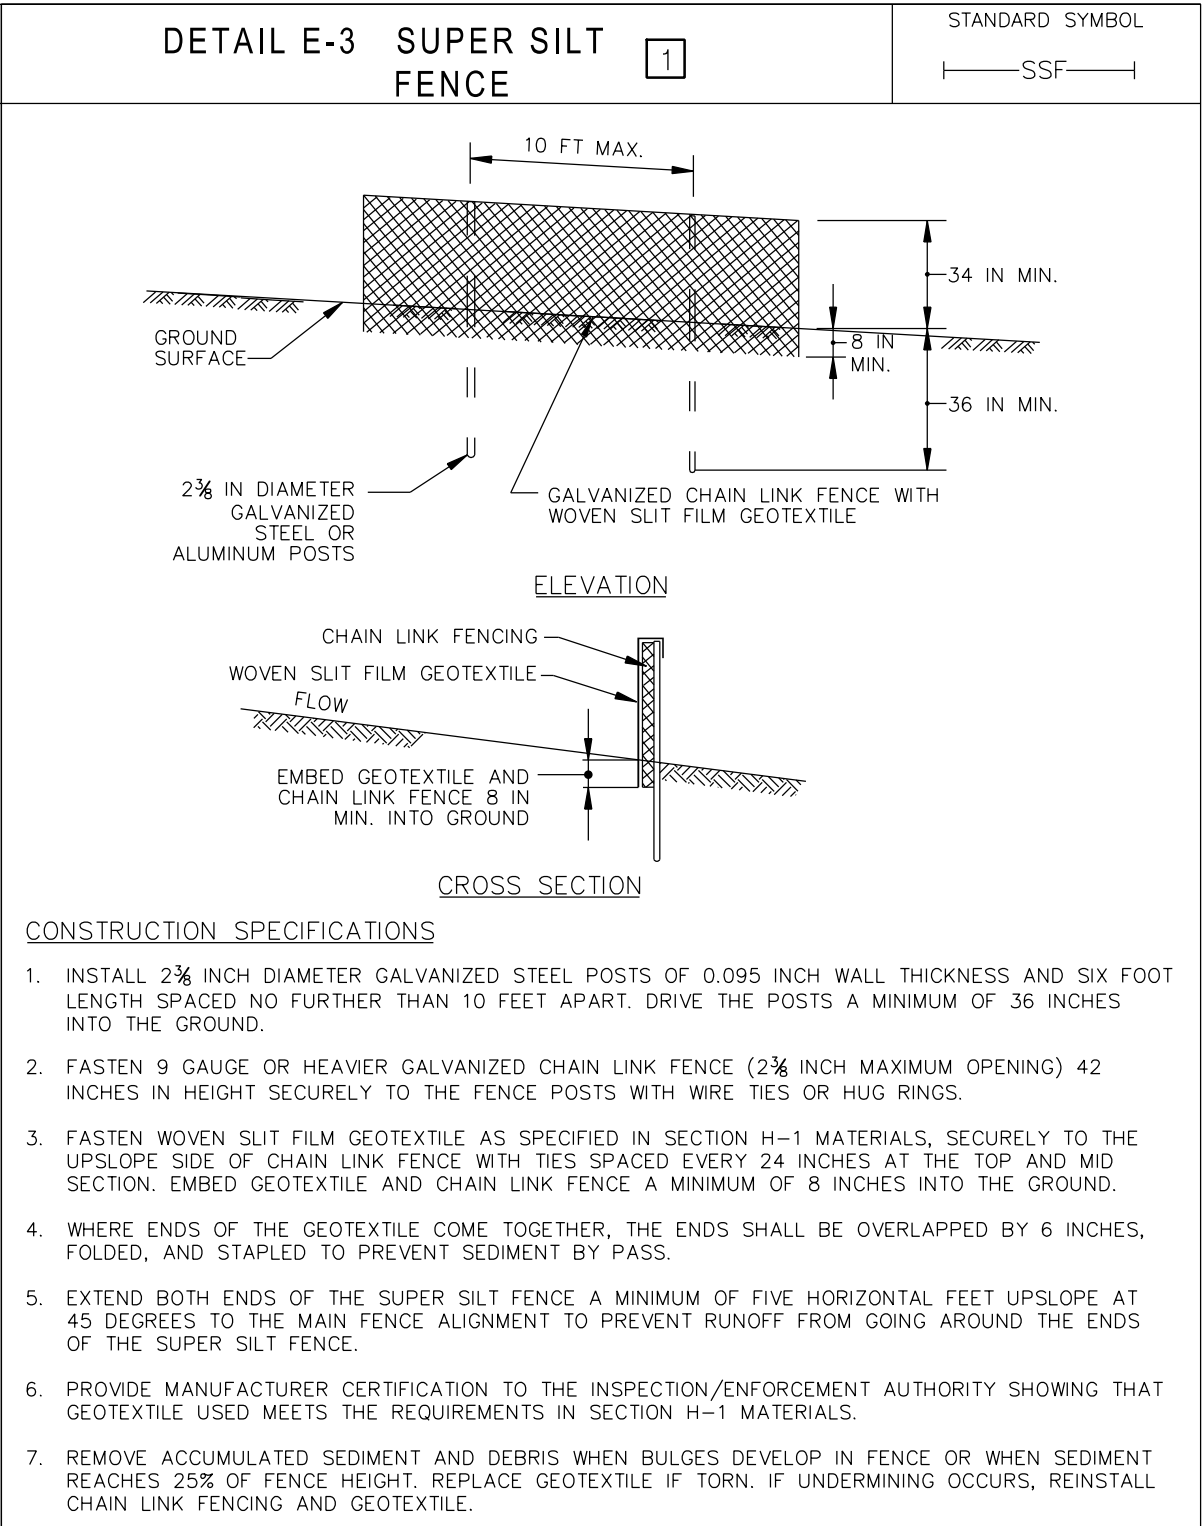 DETAIL E-3 SUPER SILT
FENCE
1
STANDARD SYMBOL
SSF
10 FT MAX.
34 IN MIN.
GROUND
SURFACE
8 IN
MIN.
36 IN MIN.
2⅜ IN DIAMETER
GALVANIZED
STEEL OR
ALUMINUM POSTS
GALVANIZED CHAIN LINK FENCE WITH
WOVEN SLIT FILM GEOTEXTILE
ELEVATION
CHAIN LINK FENCING
WOVEN SLIT FILM GEOTEXTILE
FLOW
EMBED GEOTEXTILE AND
CHAIN LINK FENCE 8 IN
MIN. INTO GROUND
CROSS SECTION
CONSTRUCTION SPECIFICATIONS
1. INSTALL 2⅜ INCH DIAMETER GALVANIZED STEEL POSTS OF 0.095 INCH WALL THICKNESS AND SIX FOOT
LENGTH SPACED NO FURTHER THAN 10 FEET APART. DRIVE THE POSTS A MINIMUM OF 36 INCHES
INTO THE GROUND.
2. FASTEN 9 GAUGE OR HEAVIER GALVANIZED CHAIN LINK FENCE (2⅜ INCH MAXIMUM OPENING) 42
INCHES IN HEIGHT SECURELY TO THE FENCE POSTS WITH WIRE TIES OR HUG RINGS.
3. FASTEN WOVEN SLIT FILM GEOTEXTILE AS SPECIFIED IN SECTION H-1 MATERIALS, SECURELY TO THE
UPSLOPE SIDE OF CHAIN LINK FENCE WITH TIES SPACED EVERY 24 INCHES AT THE TOP AND MID
SECTION. EMBED GEOTEXTILE AND CHAIN LINK FENCE A MINIMUM OF 8 INCHES INTO THE GROUND.
4. WHERE ENDS OF THE GEOTEXTILE COME TOGETHER, THE ENDS SHALL BE OVERLAPPED BY 6 INCHES,
FOLDED, AND STAPLED TO PREVENT SEDIMENT BY PASS.
5. EXTEND BOTH ENDS OF THE SUPER SILT FENCE A MINIMUM OF FIVE HORIZONTAL FEET UPSLOPE AT
45 DEGREES TO THE MAIN FENCE ALIGNMENT TO PREVENT RUNOFF FROM GOING AROUND THE ENDS
OF THE SUPER SILT FENCE.
6. PROVIDE MANUFACTURER CERTIFICATION TO THE INSPECTION/ENFORCEMENT AUTHORITY SHOWING THAT
GEOTEXTILE USED MEETS THE REQUIREMENTS IN SECTION H-1 MATERIALS.
7. REMOVE ACCUMULATED SEDIMENT AND DEBRIS WHEN BULGES DEVELOP IN FENCE OR WHEN SEDIMENT
REACHES 25% OF FENCE HEIGHT. REPLACE GEOTEXTILE IF TORN. IF UNDERMINING OCCURS, REINSTALL
CHAIN LINK FENCING AND GEOTEXTILE.